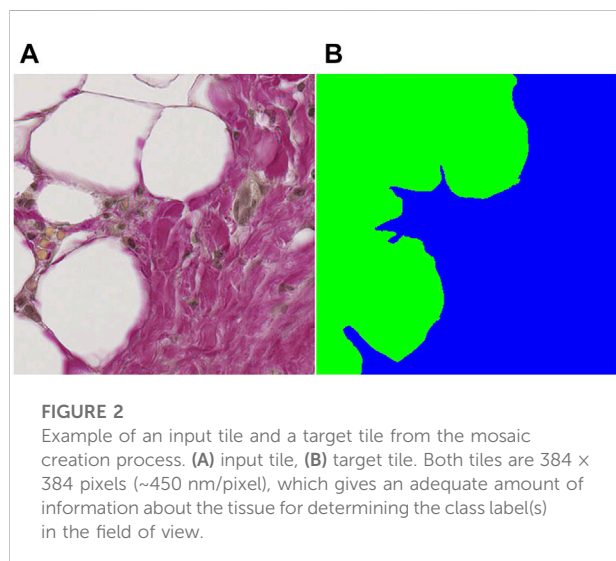 A
B
FIGURE 2
Example of an input tile and a target tile from the mosaic
creation process. (A) input tile, (B) target tile. Both tiles are 384 ×
384 pixels (~450 nm/pixel), which gives an adequate amount of
information about the tissue for determining the class label(s)
in the field of view.